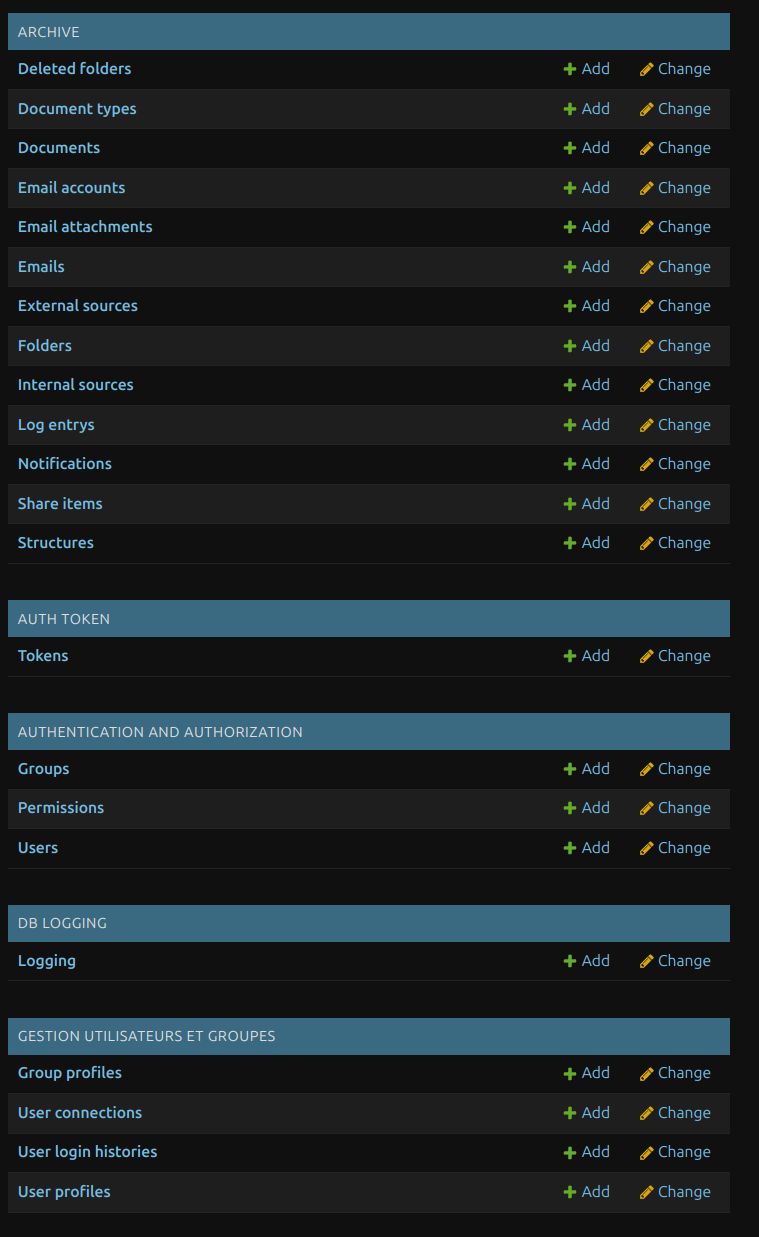 ARCHIVE
Deleted folders Add Change
Document types Add Change
Documents Add Change
Email accounts Add Change
Email attachments Add Change
Emails Add Change
External sources Add Change
Folders Add Change
Internal sources Add Change
Log entrys Add Change
Notifications Add Change
Share items Add Change
Structures Add Change
AUTH TOKEN
Tokens Add Change
AUTHENTICATION AND AUTHORIZATION
Groups Add Change
Permissions Add Change
Users Add Change
DB LOGGING
Logging Add Change
GESTION UTILISATEURS ET GROUPES
Group profiles Add Change
User connections Add Change
User login histories Add Change
User profiles Add Change